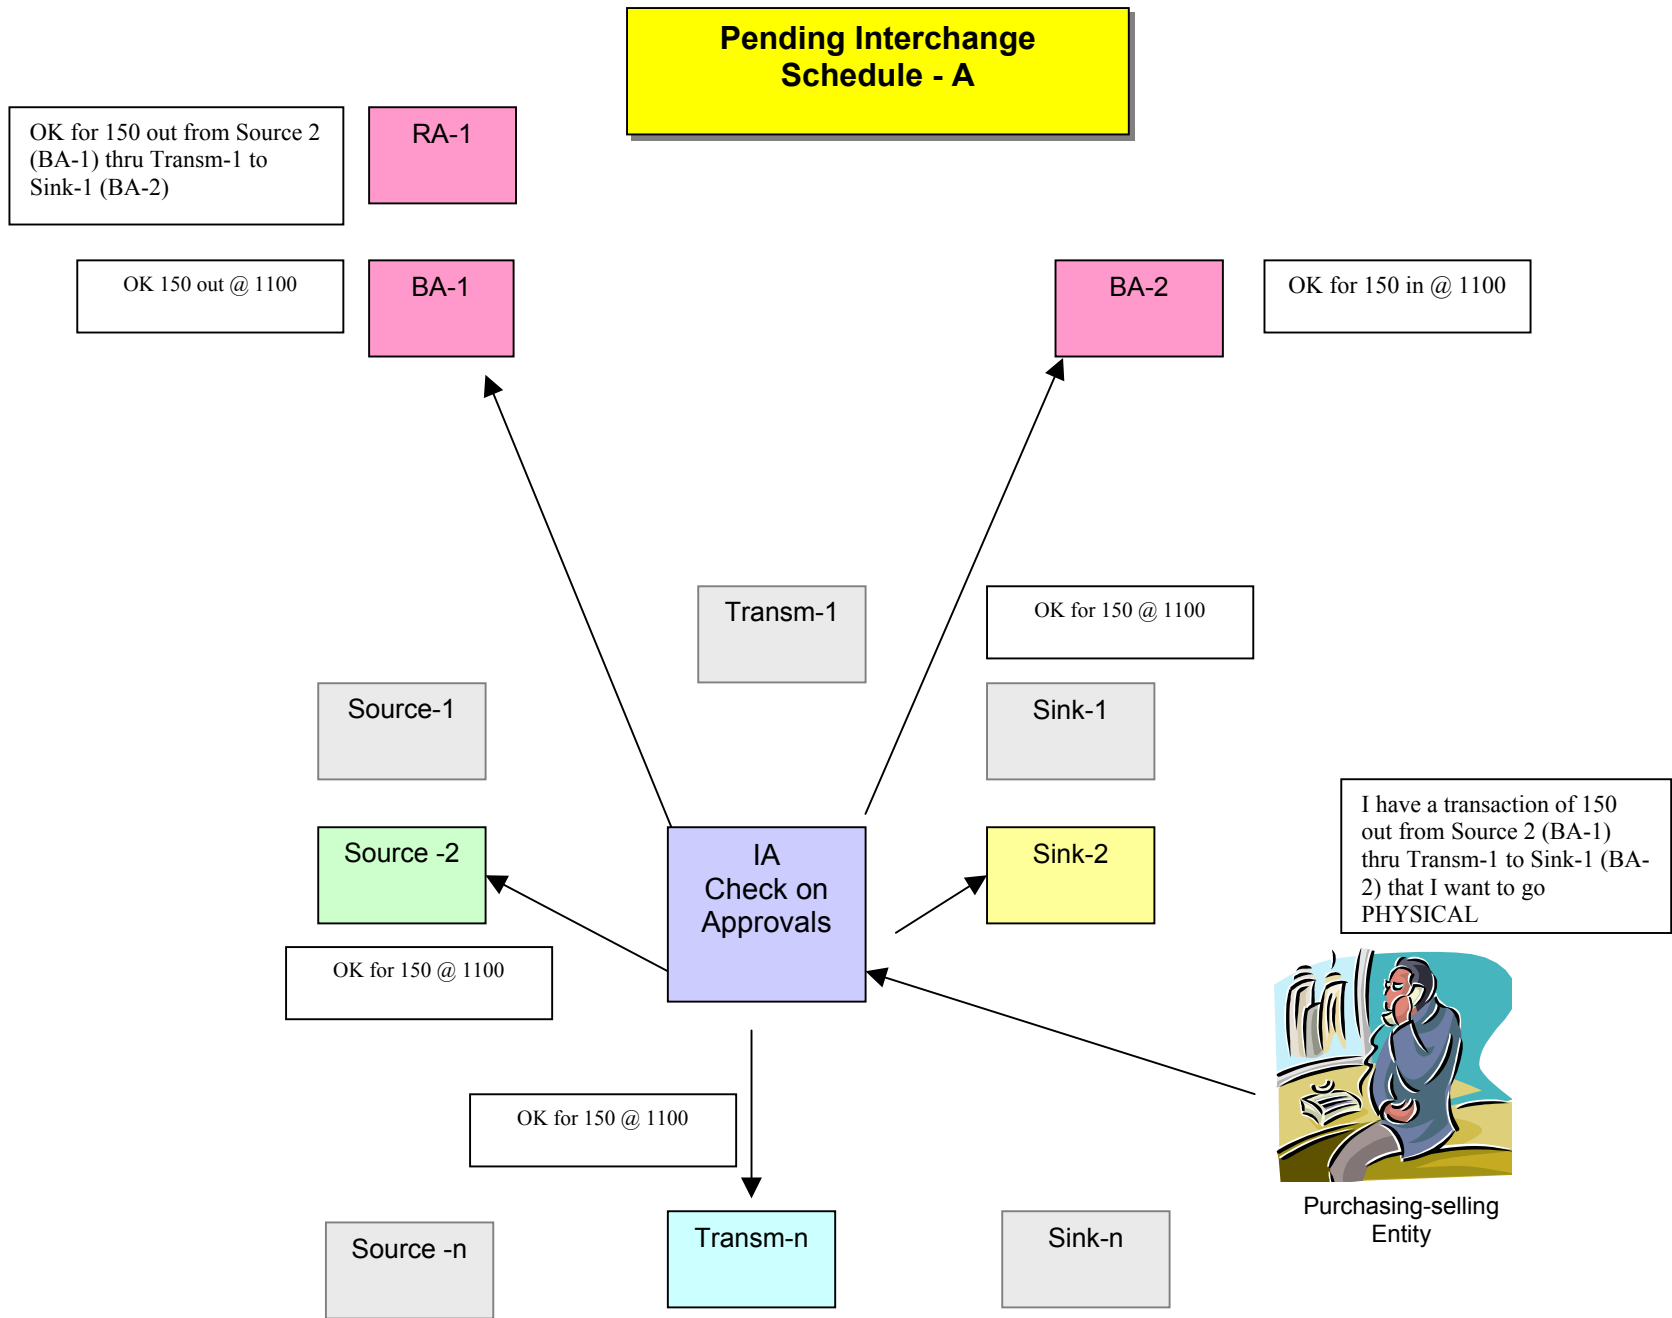 Pending Interchange
Schedule - A
OK for 150 out from Source 2
(BA-1) thru Transm-1 to
Sink-1 (BA-2)
RA-1
OK 150 out @ 1100
BA-1
BA-2
OK for 150 in @ 1100
Transm-1
OK for 150 @ 1100
Source-1
Sink-1
I have a transaction of 150
out from Source 2 (BA-1)
thru Transm-1 to Sink-1 (BA-
2) that I want to go
PHYSICAL
Source -2
IA
Check on
Approvals
Sink-2
OK for 150 @ 1100
OK for 150 @ 1100
Purchasing-selling
Entity
Source -n
Transm-n
Sink-n